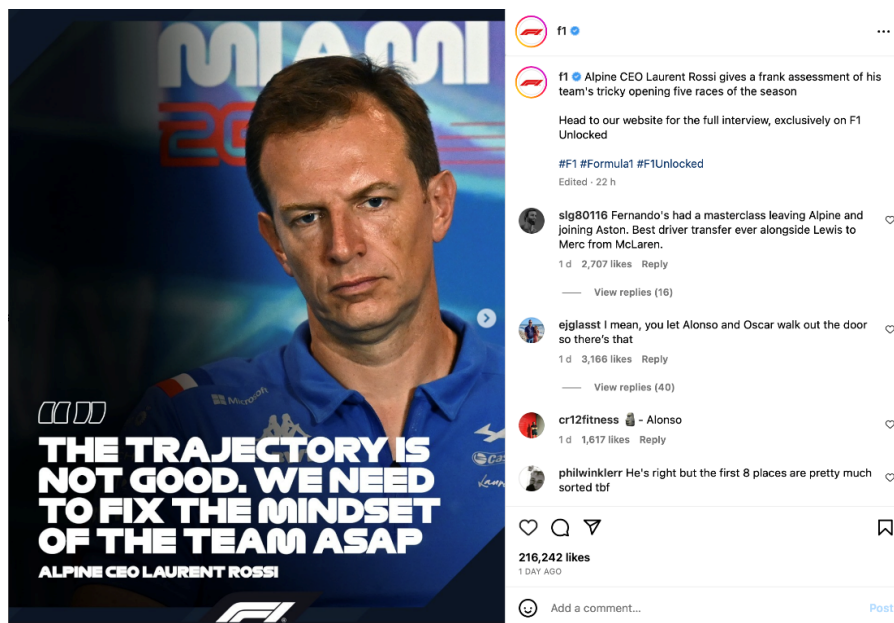 MIAMI
THE TRAJECTORY IS
NOT GOOD. WE NEED
TO FIX THE MINDSET
OF THE TEAM ASAP
ALPINE CEO LAURENT ROSSI
Microsoft
Kappa
f1
f1 Alpine CEO Laurent Rossi gives a frank assessment of his
team's tricky opening five races of the season
Head to our website for the full interview, exclusively on F1
Unlocked
#F1 #Formula1 #F1Unlocked
Edited · 22 h
slg80116 Fernando's had a masterclass leaving Alpine and
joining Aston. Best driver transfer ever alongside Lewis to
Merc from McLaren.
1 d 2,707 likes Reply
View replies (16)
ejglasst I mean, you let Alonso and Oscar walk out the door
so there's that
1 d 3,166 likes Reply
View replies (40)
cr12fitness 🗿 - Alonso
1 d 1,617 likes Reply
philwinklerr He's right but the first 8 places are pretty much
sorted tbf
216,242 likes
1 DAY AGO
Add a comment...
Post